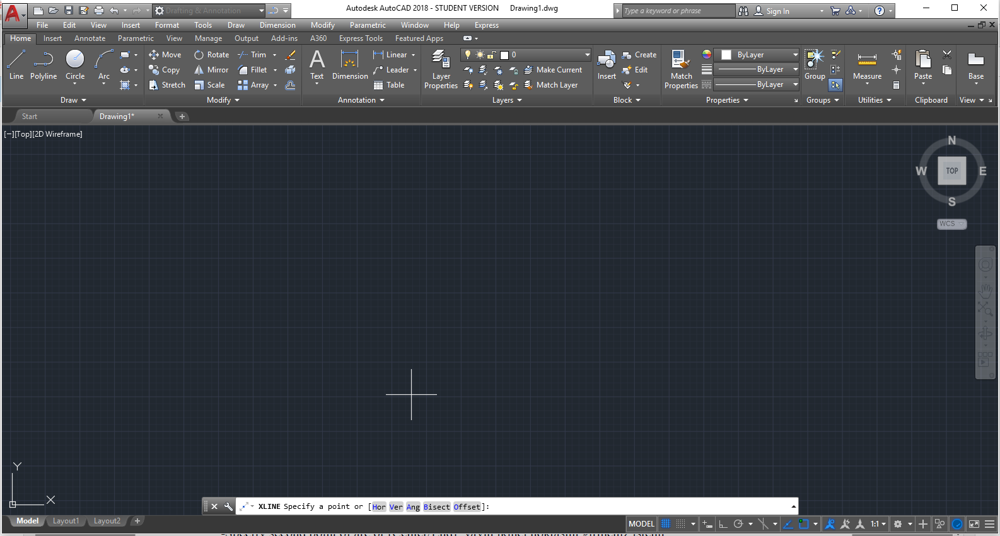 Drafting & Annotation
Autodesk AutoCAD 2018 - STUDENT VERSION Drawing1.dwg
Type a keyword or phrase
Sign In
File Edit View Insert Format Tools Draw Dimension Modify Parametric Window Help Express
Home Insert Annotate Parametric View Manage Output Add-ins A360 Express Tools Featured Apps
Line Polyline Circle Arc
Move Rotate Trim
Copy Mirror Fillet
Stretch Scale Array
Text Dimension
Linear
Leader
Table
Layer
Properties
0
Make Current
Match Layer
Insert
Create
Edit
Match
Properties
ByLayer
ByLayer
ByLayer
Group
Measure
Paste
Base
Draw Modify Annotation Layers Block Properties Groups Utilities Clipboard View
Start Drawing1*
[−][Top][2D Wireframe]
N
W TOP E
S
WCS
Y
X
XLINE Specify a point or [Hor Ver Ang Bisect Offset]:
Model Layout1 Layout2
MODEL 1:1